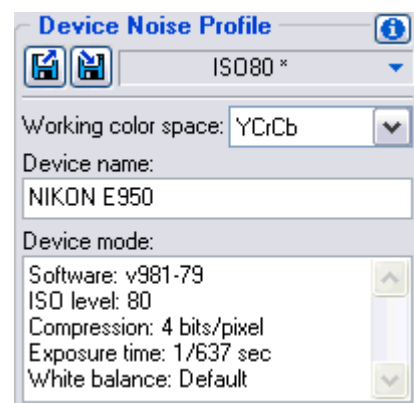 Device Noise Profile
ISO80 *
Working color space: YCrCb
Device name:
NIKON E950
Device mode:
Software: v981-79
ISO level: 80
Compression: 4 bits/pixel
Exposure time: 1/637 sec
White balance: Default